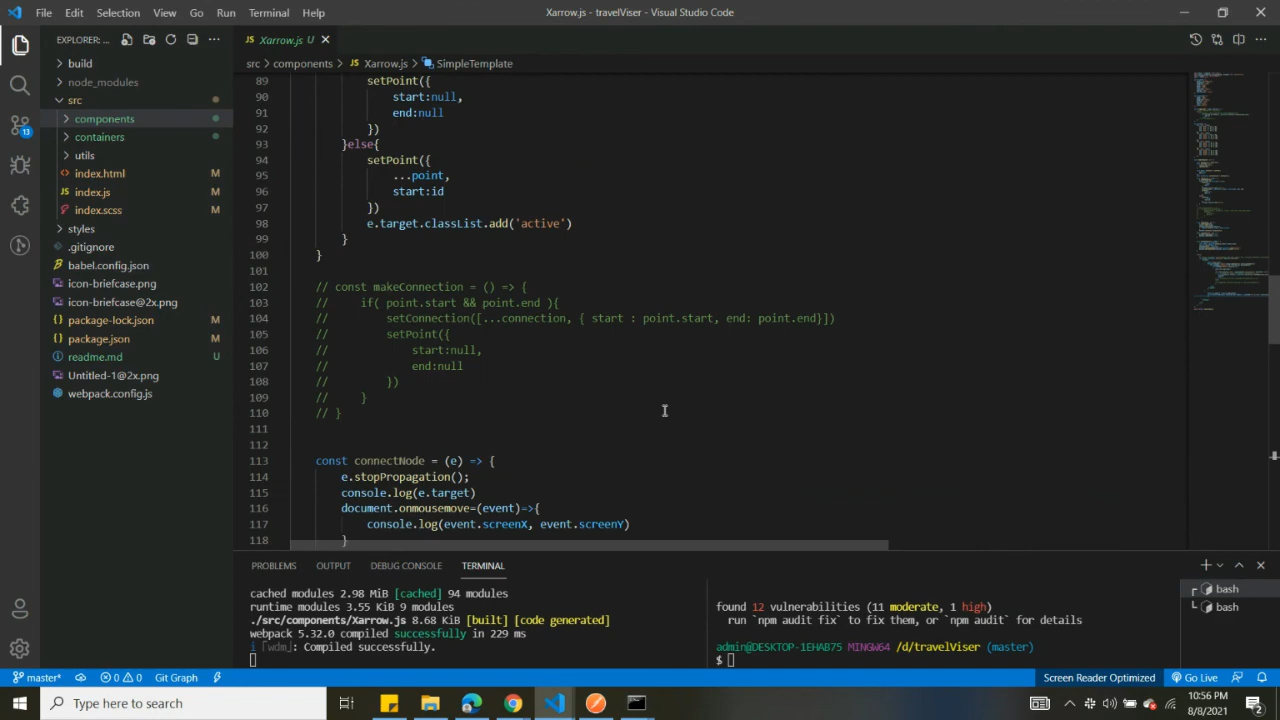 File Edit Selection View Go Run Terminal Help
Xarrow.js - travelViser - Visual Studio Code
EXPLORER: ...
JS Xarrow.js U
build
src > components > JS Xarrow.js > SimpleTemplate
node_modules
src
components
containers
utils
index.html M
JS index.js M
index.scss M
styles
.gitignore
babel.config.json
icon-briefcase.png
icon-briefcase@2x.png
{} package-lock.json M
{} package.json M
readme.md U
Untitled-1@2x.png
webpack.config.js
13
89 setPoint({
90 start:null,
91 end:null
92 })
93 }else{
94 setPoint({
95 ...point,
96 start:id
97 })
98 e.target.classList.add('active')
99 }
100 }
101
102 // const makeConnection = () => {
103 // if( point.start && point.end ){
104 // setConnection([...connection, { start : point.start, end: point.end}])
105 // setPoint({
106 // start:null,
107 // end:null
108 // })
109 // }
110 // }
111
112
113 const connectNode = (e) => {
114 e.stopPropagation();
115 console.log(e.target)
116 document.onmousemove=(event)=>{
117 console.log(event.screenX, event.screenY)
118 }
PROBLEMS OUTPUT DEBUG CONSOLE TERMINAL
cached modules 2.98 MiB [cached] 94 modules
runtime modules 3.55 KiB 9 modules
./src/components/Xarrow.js 8.68 KiB [built] [code generated]
webpack 5.32.0 compiled successfully in 229 ms
i ｢wdm｣: Compiled successfully.
found 12 vulnerabilities (11 moderate, 1 high)
run `npm audit fix` to fix them, or `npm audit` for details
admin@DESKTOP-1EHAB75 MINGW64 /d/travelViser (master)
$
bash
bash
master* 0 0 Git Graph
Screen Reader Optimized Go Live
Type here to search
10:56 PM
8/8/2021
2